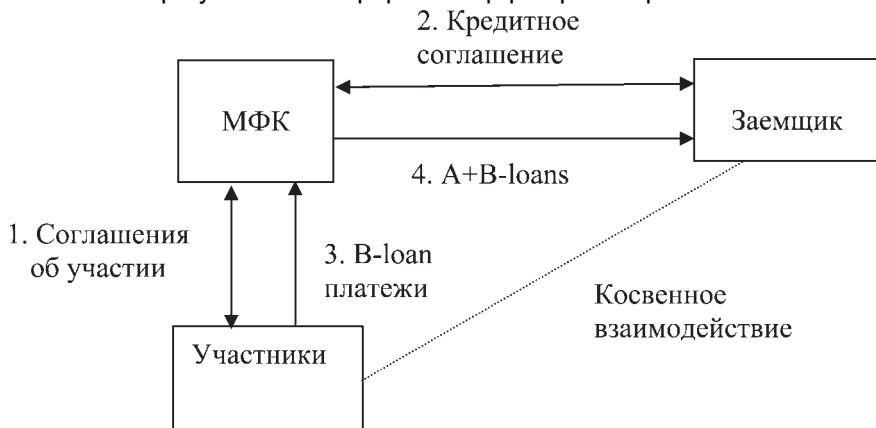 2. Кредитное
соглашение
МФК
Заемщик
4. A+B-loans
1. Соглашения
об участии
3. B-loan
платежи
Косвенное
взаимодействие
Участники